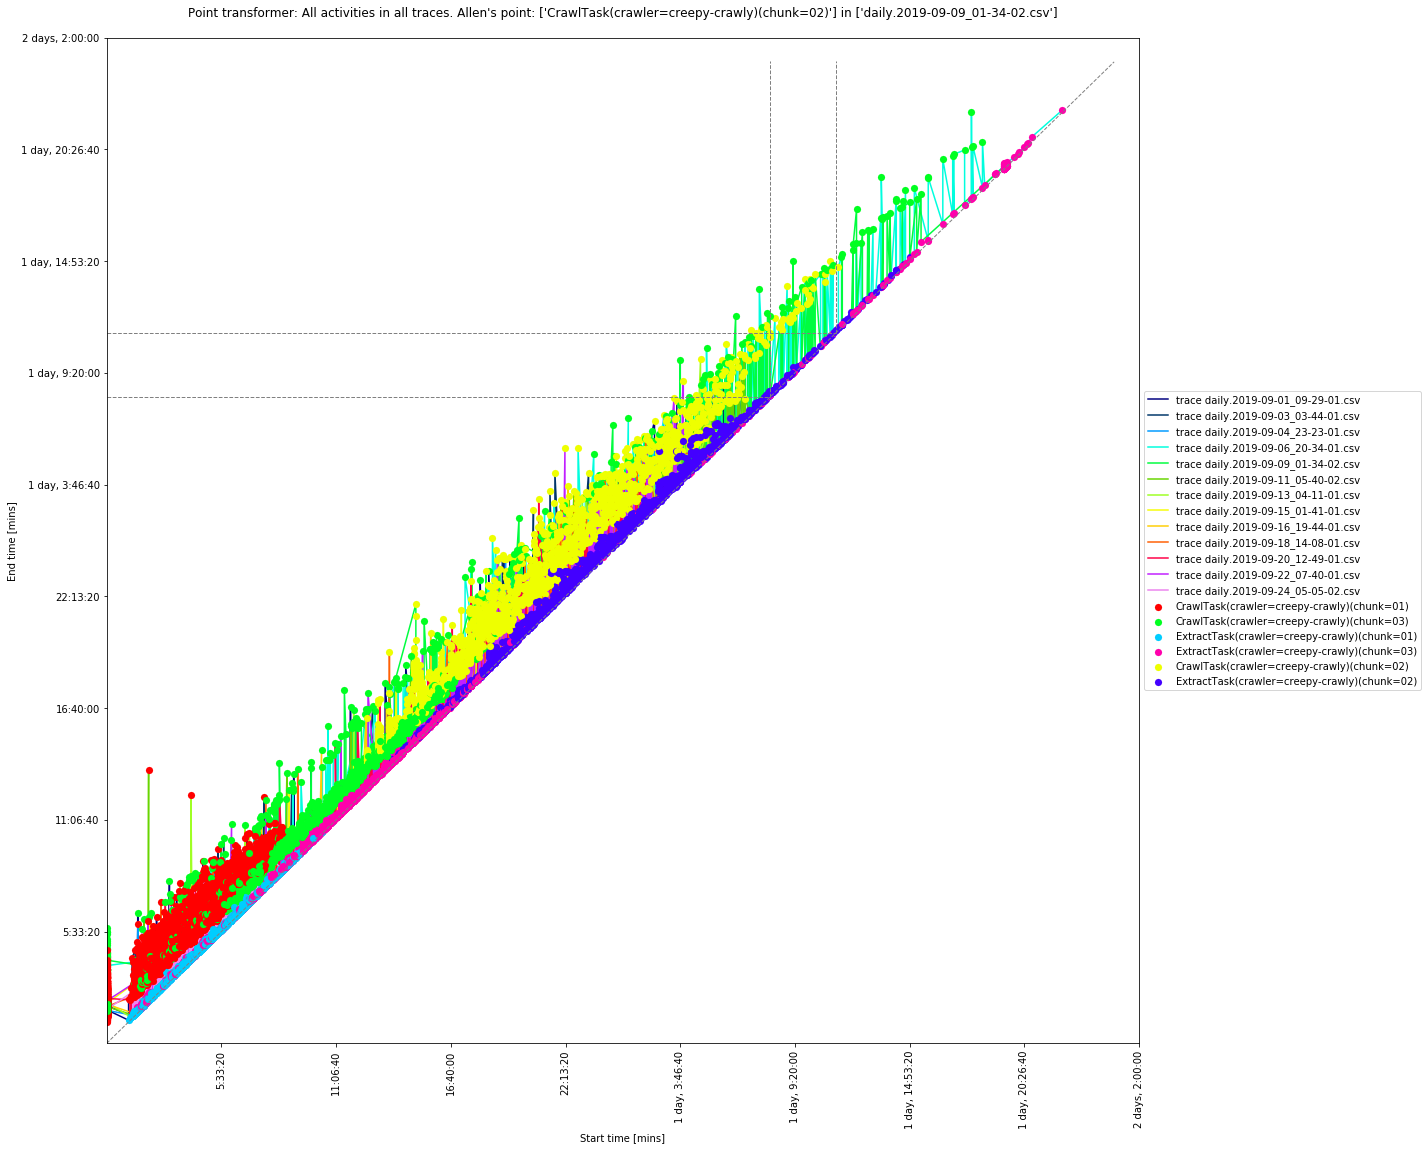 Point transformer: All activities in all traces. Allen's point: ['CrawlTask(crawler=creepy-crawly)(chunk=02)'] in ['daily.2019-09-09_01-34-02.csv']
2 days, 2:00:00
1 day, 20:26:40
1 day, 14:53:20
1 day, 9:20:00
1 day, 3:46:40
22:13:20
16:40:00
11:06:40
5:33:20
End time [mins]
5:33:20
11:06:40
16:40:00
22:13:20
1 day, 3:46:40
1 day, 9:20:00
1 day, 14:53:20
1 day, 20:26:40
2 days, 2:00:00
Start time [mins]
trace daily.2019-09-01_09-29-01.csv
trace daily.2019-09-03_03-44-01.csv
trace daily.2019-09-04_23-23-01.csv
trace daily.2019-09-06_20-34-01.csv
trace daily.2019-09-09_01-34-02.csv
trace daily.2019-09-11_05-40-02.csv
trace daily.2019-09-13_04-11-01.csv
trace daily.2019-09-15_01-41-01.csv
trace daily.2019-09-16_19-44-01.csv
trace daily.2019-09-18_14-08-01.csv
trace daily.2019-09-20_12-49-01.csv
trace daily.2019-09-22_07-40-01.csv
trace daily.2019-09-24_05-05-02.csv
CrawlTask(crawler=creepy-crawly)(chunk=01)
CrawlTask(crawler=creepy-crawly)(chunk=03)
ExtractTask(crawler=creepy-crawly)(chunk=01)
ExtractTask(crawler=creepy-crawly)(chunk=03)
CrawlTask(crawler=creepy-crawly)(chunk=02)
ExtractTask(crawler=creepy-crawly)(chunk=02)